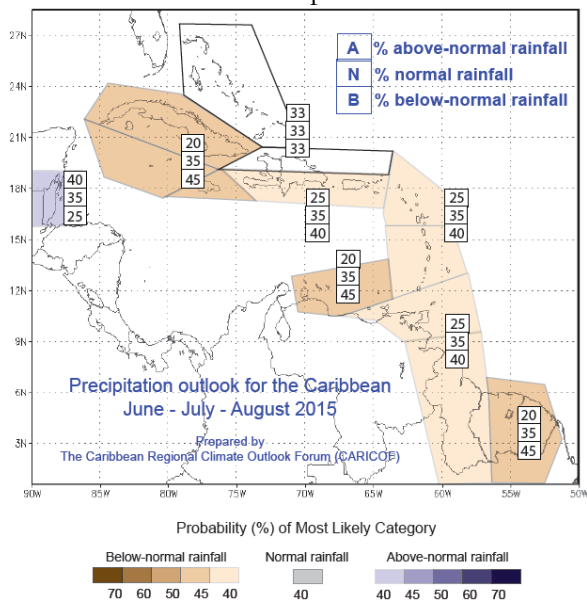 27N
24N
21N
18N
15N
12N
9N
6N
3N
A % above-normal rainfall
N % normal rainfall
B % below-normal rainfall
33
33
33
20
35
45
40
35
25
25
35
40
25
35
40
20
35
45
25
35
40
20
35
45
Precipitation outlook for the Caribbean
June - July - August 2015
Prepared by
The Caribbean Regional Climate Outlook Forum (CARICOF)
90W 85W 80W 75W 70W 65W 60W 55W 50W
Probability (%) of Most Likely Category
Below-normal rainfall Normal rainfall Above-normal rainfall
70 60 50 45 40 40 40 45 50 60 70